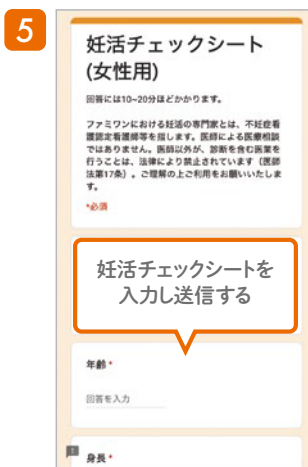 5
妊活チェックシート
(女性用)
回答には10~20分ほどかかります。
ファミワンにおける妊活の専門家とは、不妊症看
護認定看護師等を指します。医師による医療相談
ではありません。医師以外が、診断を含む医業を
行うことは、法律により禁止されています（医師
法第17条）。ご理解の上ご利用をお願いいたしま
す。
*必須
妊活チェックシートを
入力し送信する
年齢 *
回答を入力
身長 *